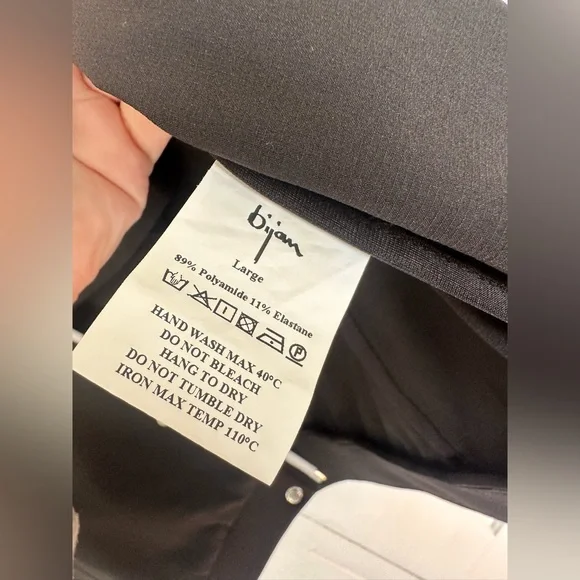 bijan
Large
89% Polyamide 11% Elastane
P
HAND WASH MAX 40°C
DO NOT BLEACH
HANG TO DRY
DO NOT TUMBLE DRY
IRON MAX TEMP 110°C